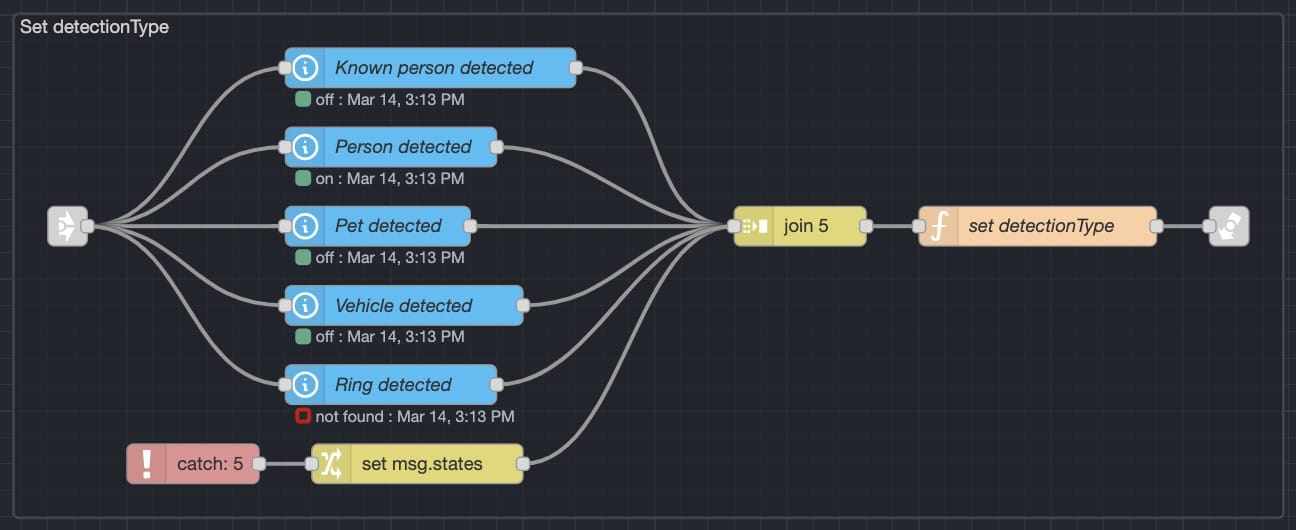 Set detectionType
Known person detected
off : Mar 14, 3:13 PM
Person detected
on : Mar 14, 3:13 PM
Pet detected
off : Mar 14, 3:13 PM
join 5
set detectionType
Vehicle detected
off : Mar 14, 3:13 PM
Ring detected
not found : Mar 14, 3:13 PM
catch: 5
set msg.states